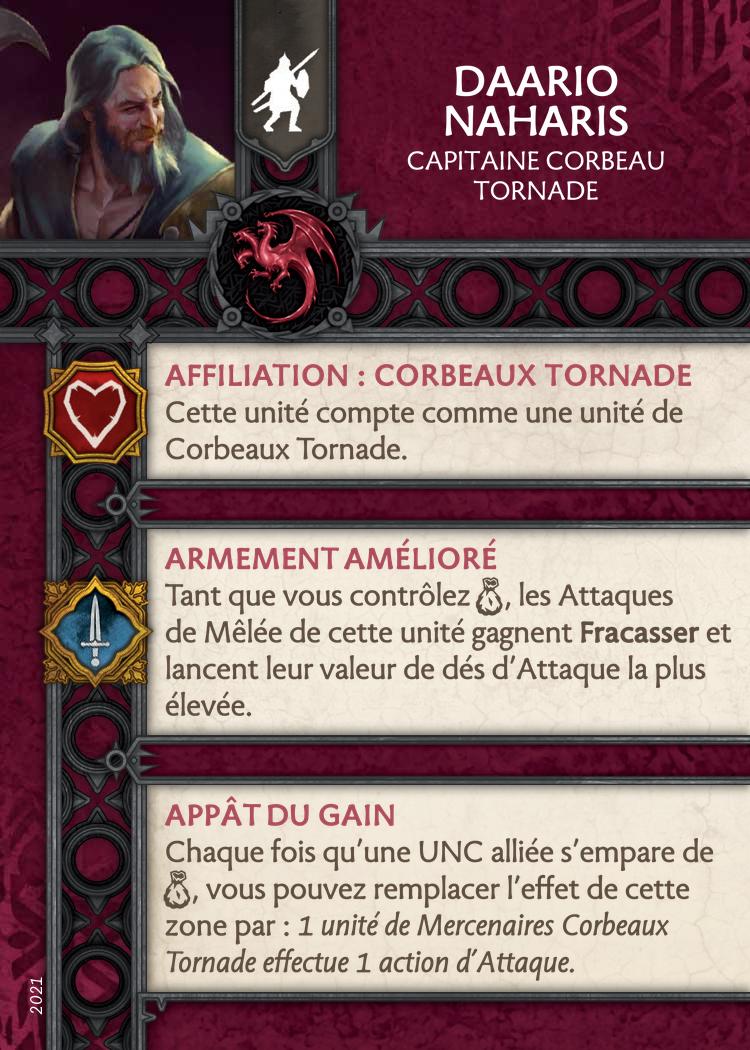 DAARIO
NAHARIS
CAPITAINE CORBEAU
TORNADE
AFFILIATION : CORBEAUX TORNADE
Cette unité compte comme une unité de
Corbeaux Tornade.
ARMEMENT AMÉLIORÉ
Tant que vous contrôlez , les Attaques
de Mêlée de cette unité gagnent Fracasser et
lancent leur valeur de dés d'Attaque la plus
élevée.
APPÂT DU GAIN
Chaque fois qu'une UNC alliée s'empare de
, vous pouvez remplacer l'effet de cette
zone par : 1 unité de Mercenaires Corbeaux
Tornade effectue 1 action d'Attaque.
2021